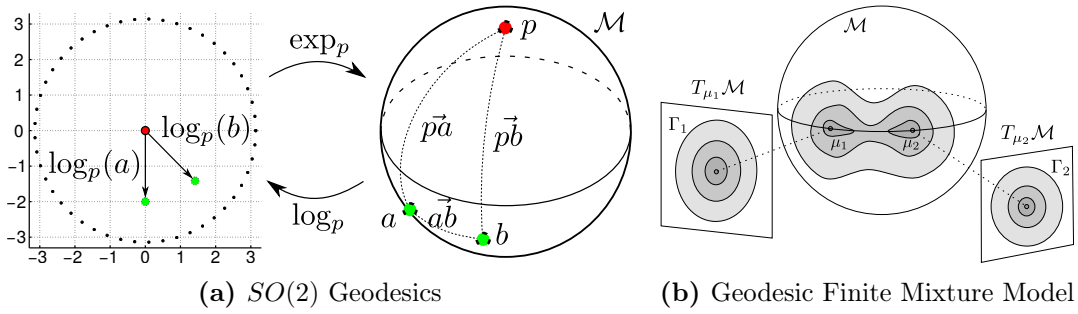 3
2
1
0
−1
−2
−3
−3 −2 −1 0 1 2 3
log_p(b)
log_p(a)
exp_p
log_p
M
p
p⃗a
p⃗b
a
a⃗b
b
(a) SO(2) Geodesics
M
T_{μ1}M
Γ1
μ1
μ2
T_{μ2}M
Γ2
(b) Geodesic Finite Mixture Model